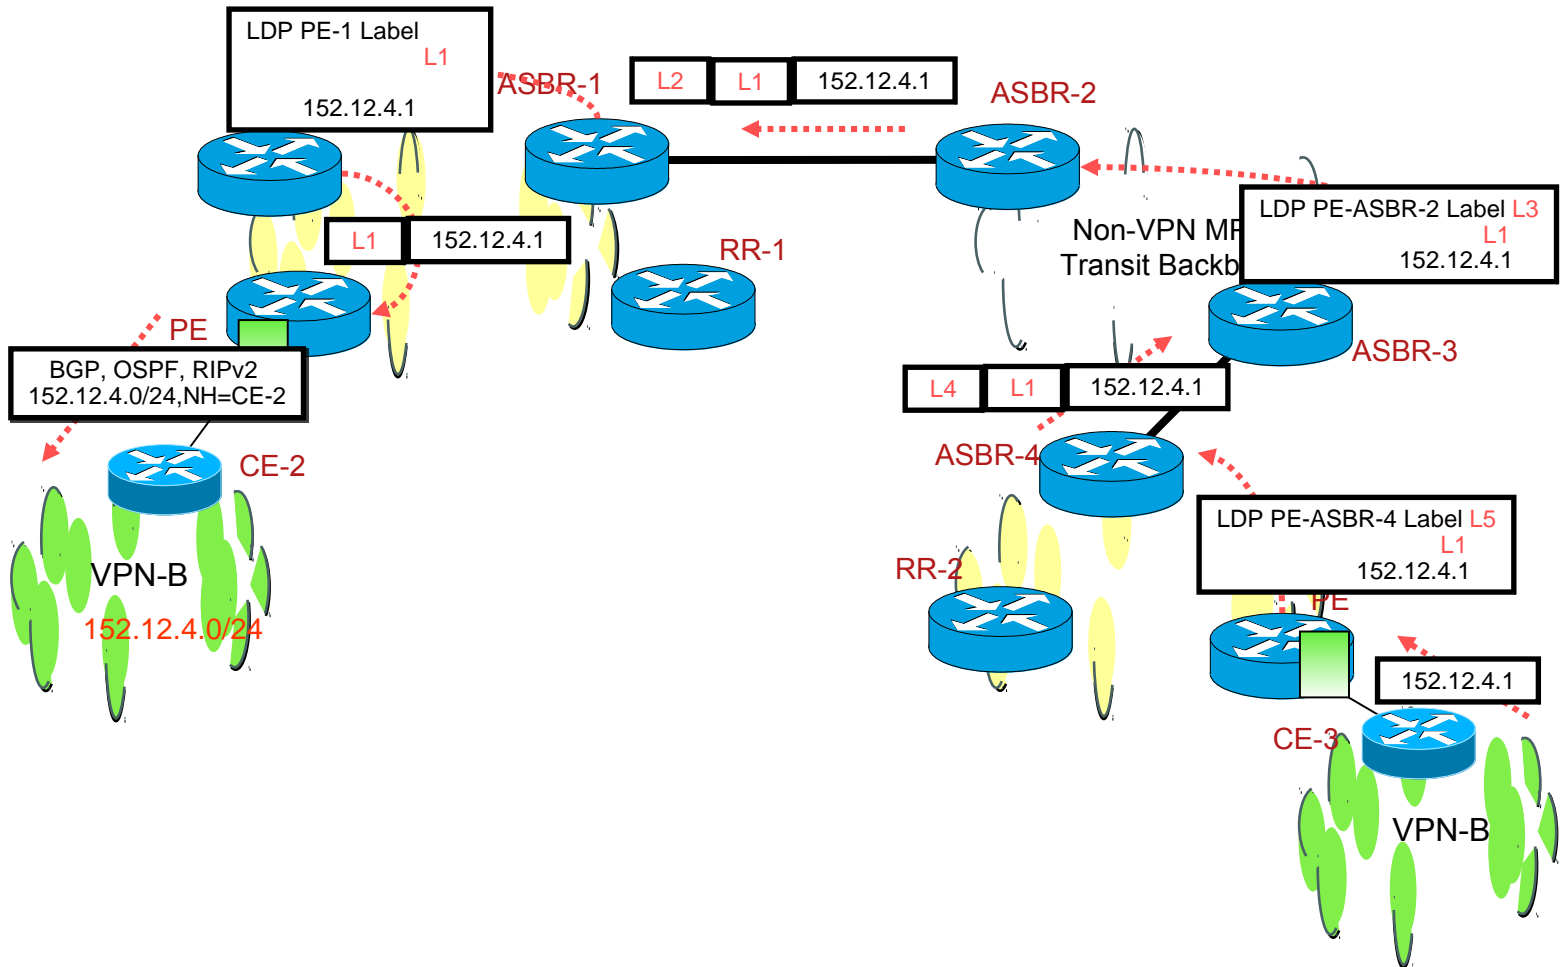 LDP PE-1 Label
L1
152.12.4.1
ASBR-1
L2 L1 152.12.4.1
ASBR-2
L1 152.12.4.1
RR-1
Non-VPN
Transit
LDP PE-ASBR-2 Label L3
L1
152.12.4.1
PE
BGP, OSPF, RIPv2
152.12.4.0/24,NH=CE-2
ASBR-3
L4 L1 152.12.4.1
CE-2
ASBR-4
LDP PE-ASBR-4 Label L5
L1
152.12.4.1
VPN-B
152.12.4.0/24
RR-2
PE
152.12.4.1
CE-3
VPN-B